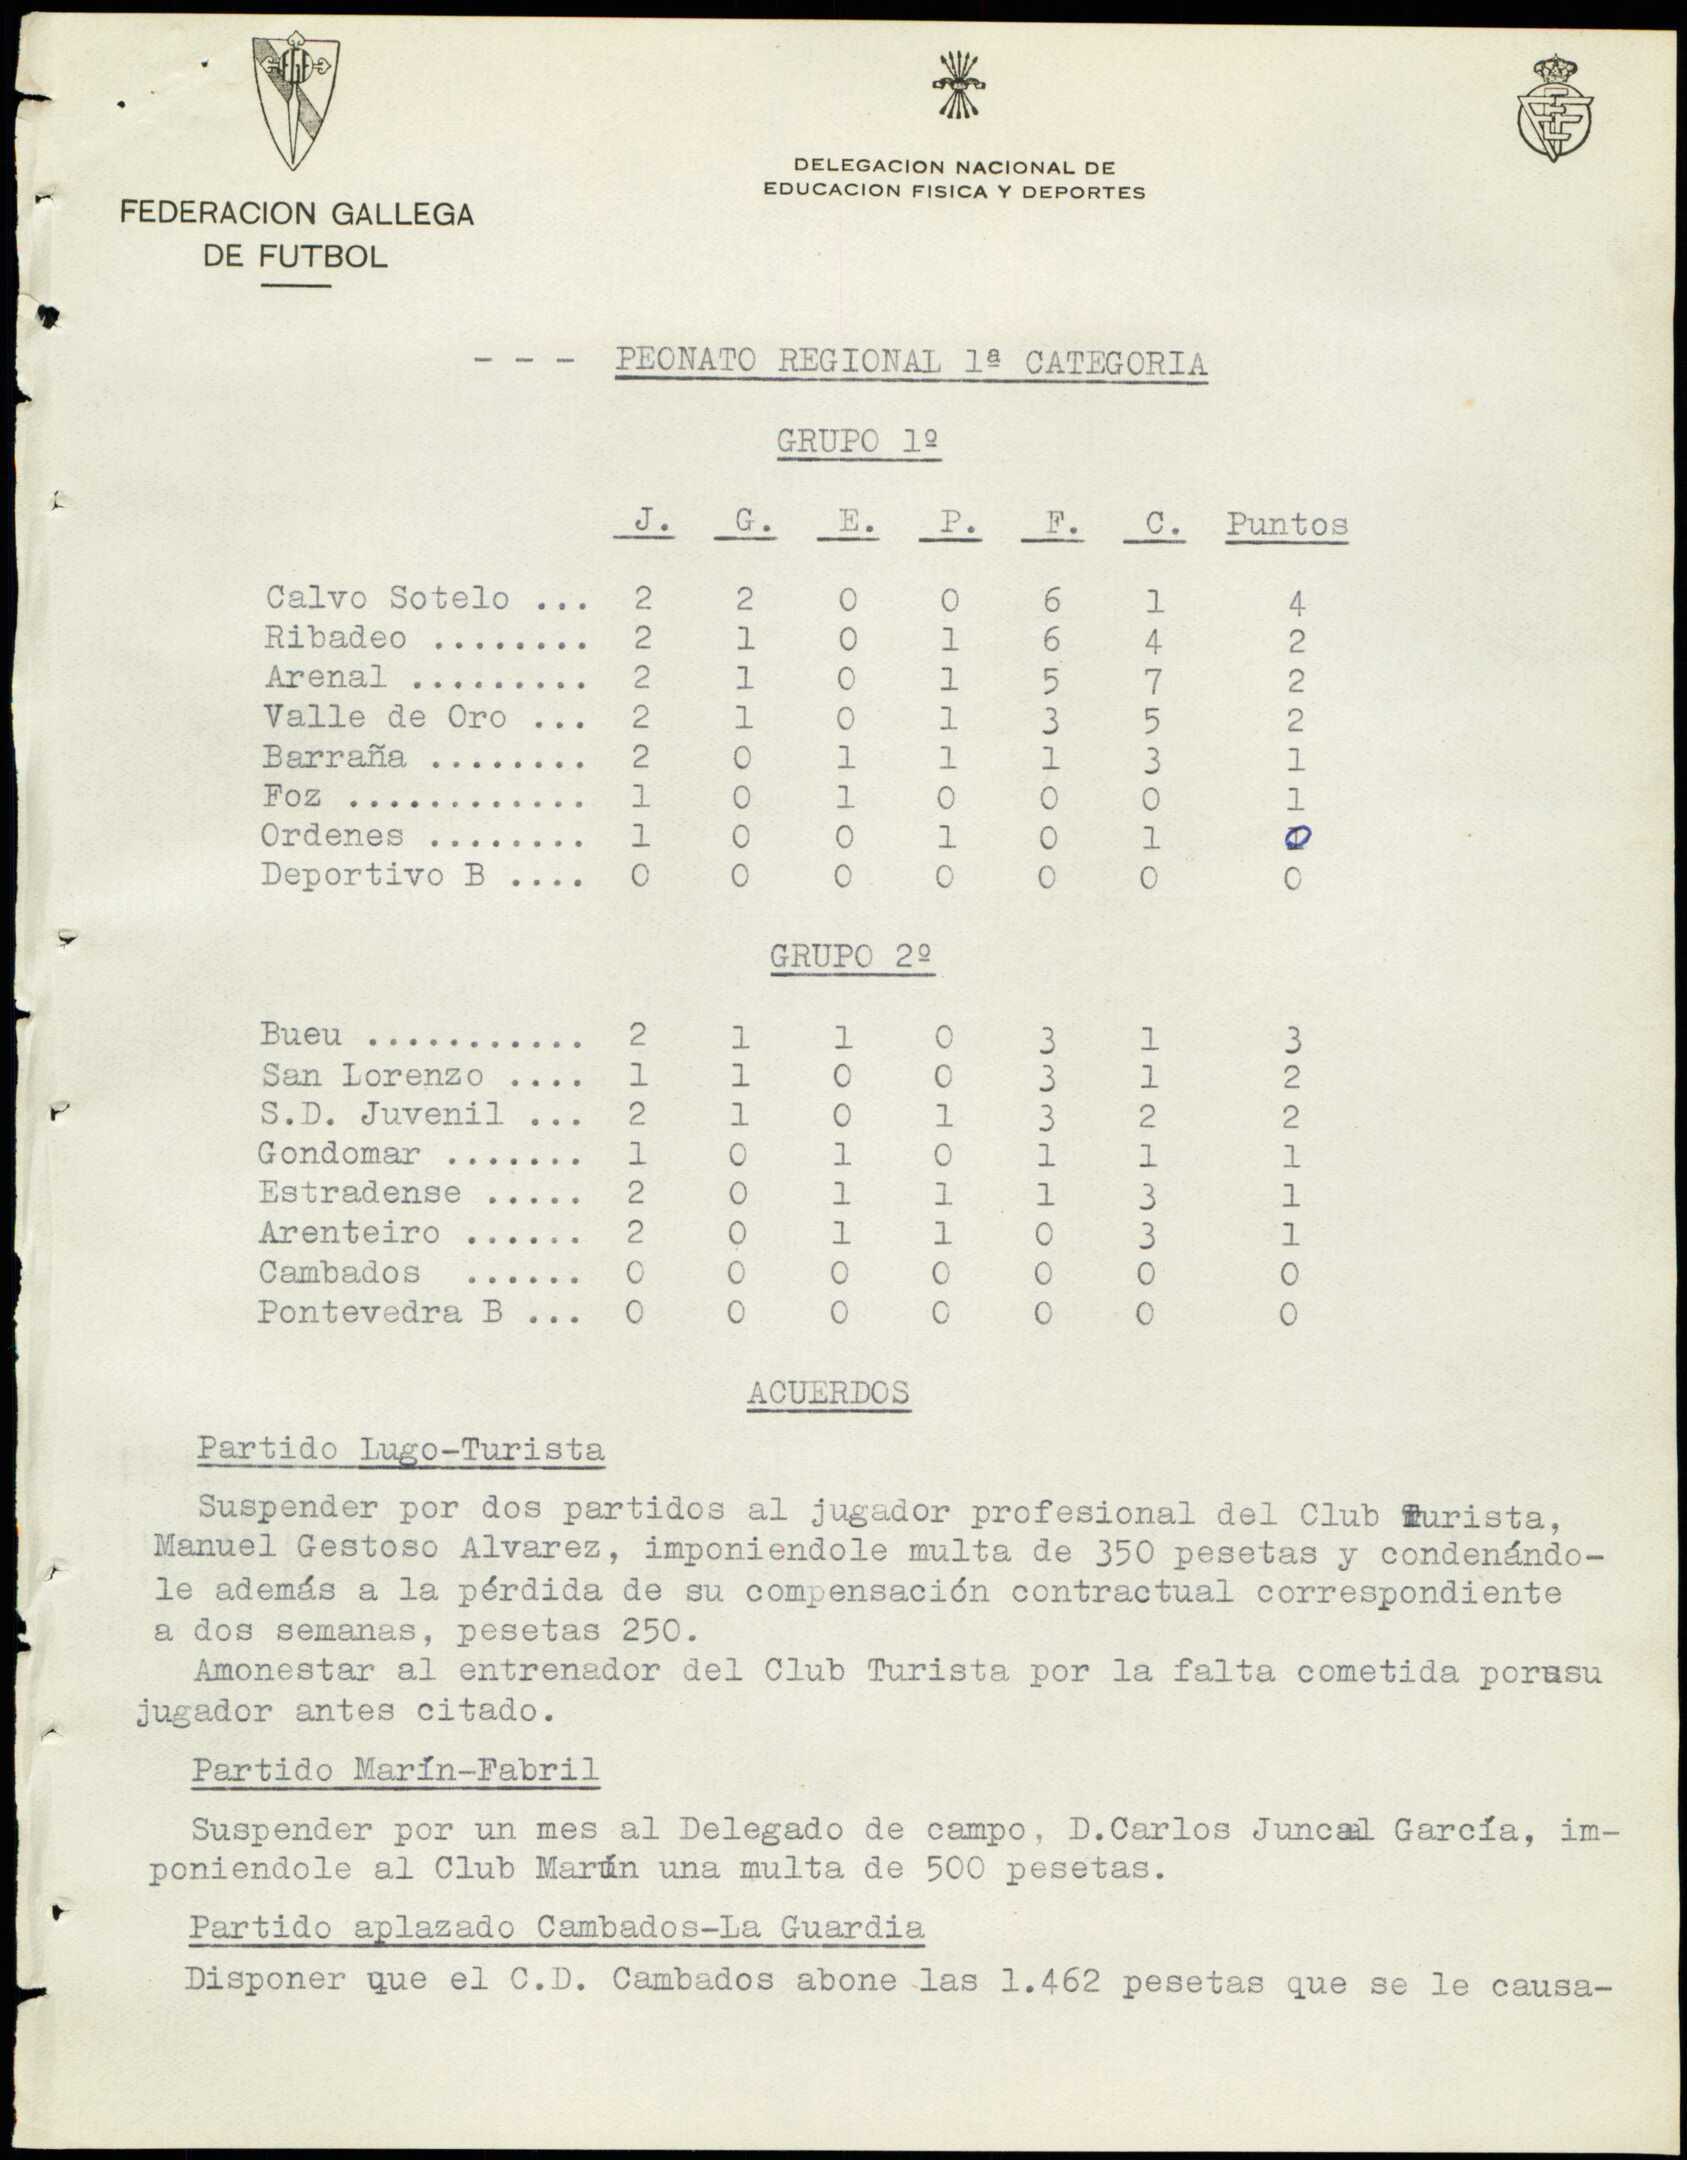 FGF
FEDERACION GALLEGA
DE FUTBOL
DELEGACION NACIONAL DE
EDUCACION FISICA Y DEPORTES
- - - PEONATO REGIONAL 1ª CATEGORIA
GRUPO 1º
J. G. E. P. F. C. Puntos
Calvo Sotelo ... 2 2 0 0 6 1 4
Ribadeo ........ 2 1 0 1 6 4 2
Arenal ......... 2 1 0 1 5 7 2
Valle de Oro ... 2 1 0 1 3 5 2
Barraña ........ 2 0 1 1 1 3 1
Foz ............ 1 0 1 0 0 0 1
Ordenes ........ 1 0 0 1 0 1 0
Deportivo B .... 0 0 0 0 0 0 0
GRUPO 2º
Bueu ........... 2 1 1 0 3 1 3
San Lorenzo .... 1 1 0 0 3 1 2
S.D. Juvenil ... 2 1 0 1 3 2 2
Gondomar ....... 1 0 1 0 1 1 1
Estradense ..... 2 0 1 1 1 3 1
Arenteiro ...... 2 0 1 1 0 3 1
Cambados ...... 0 0 0 0 0 0 0
Pontevedra B ... 0 0 0 0 0 0 0
ACUERDOS
Partido Lugo-Turista
Suspender por dos partidos al jugador profesional del Club Turista,
Manuel Gestoso Alvarez, imponiendole multa de 350 pesetas y condenándo-
le además a la pérdida de su compensación contractual correspondiente
a dos semanas, pesetas 250.
Amonestar al entrenador del Club Turista por la falta cometida por su
jugador antes citado.
Partido Marín-Fabril
Suspender por un mes al Delegado de campo, D.Carlos Juncal García, im-
poniendole al Club Marín una multa de 500 pesetas.
Partido aplazado Cambados-La Guardia
Disponer que el C.D. Cambados abone las 1.462 pesetas que se le causa-